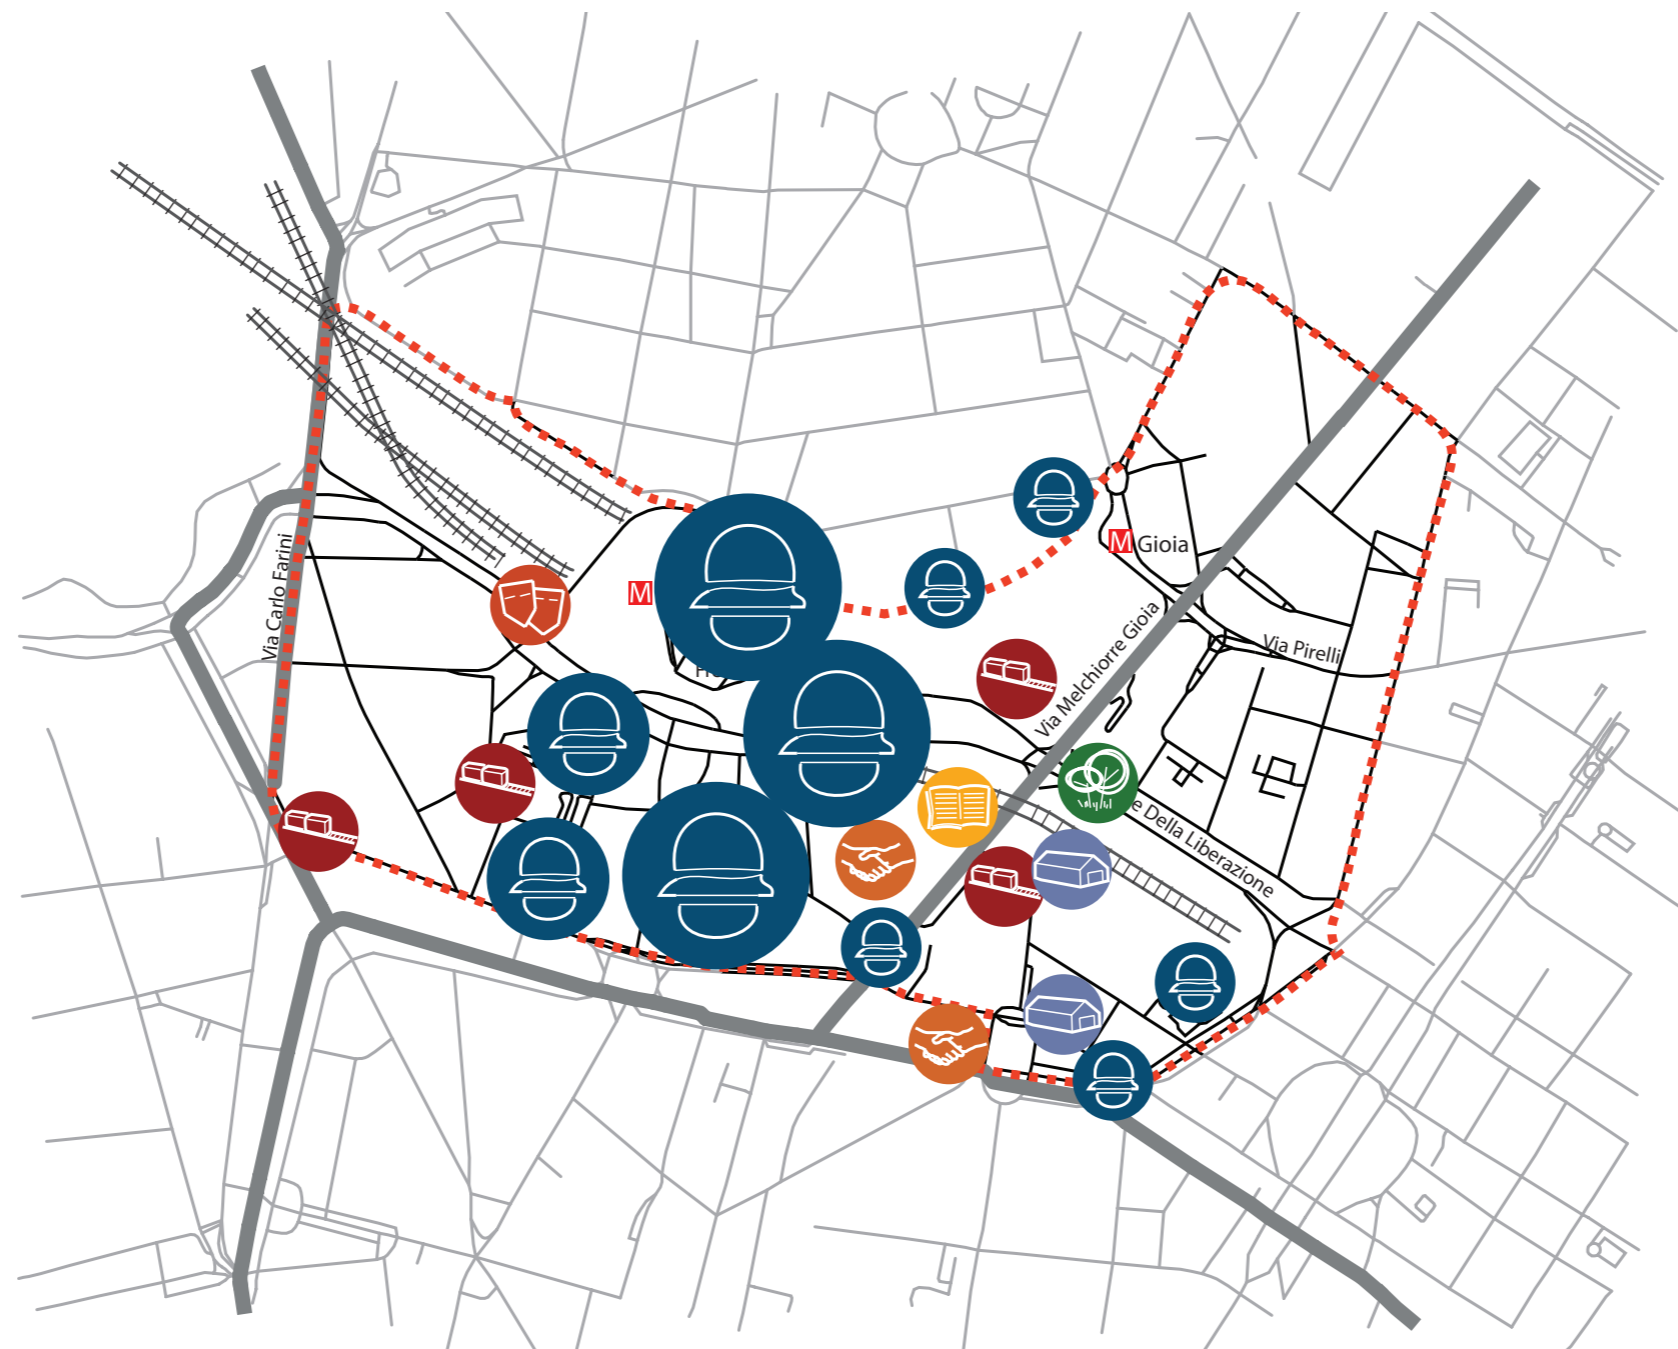 M Gioia
Via Carlo Farini
M
Via Melchiorre Gioia
Via Pirelli
e Della Liberazione